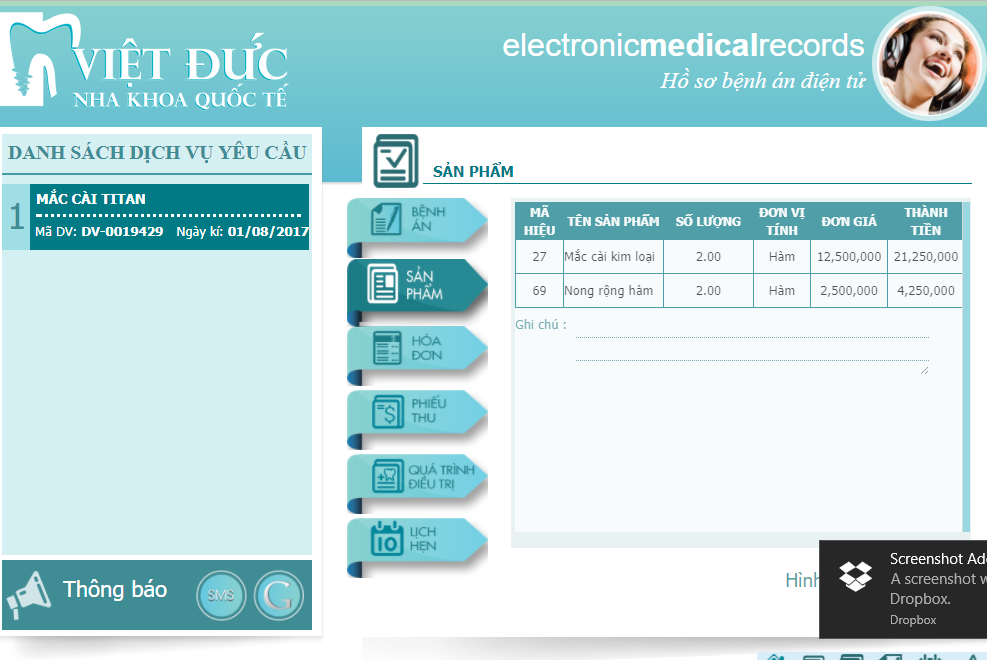 VIỆT ĐỨC
NHA KHOA QUỐC TẾ
electronicmedicalrecords
Hồ sơ bệnh án điện tử
DANH SÁCH DỊCH VỤ YÊU CẦU
1
MẮC CÀI TITAN
Mã DV: DV-0019429 Ngày kí: 01/08/2017
Thông báo
SMS
G
SẢN PHẨM
BỆNH
ÁN
SẢN
PHẨM
HÓA
ĐƠN
PHIẾU
THU
QUÁ TRÌNH
ĐIỀU TRỊ
10
LỊCH
HẸN
MÃ HIỆU TÊN SẢN PHẨM SỐ LƯỢNG ĐƠN VỊ TÍNH ĐƠN GIÁ THÀNH TIỀN
27 Mắc cài kim loại 2.00 Hàm 12,500,000 21,250,000
69 Nong rộng hàm 2.00 Hàm 2,500,000 4,250,000
Ghi chú :
Hình
Screenshot Ad
A screenshot w
Dropbox.
Dropbox